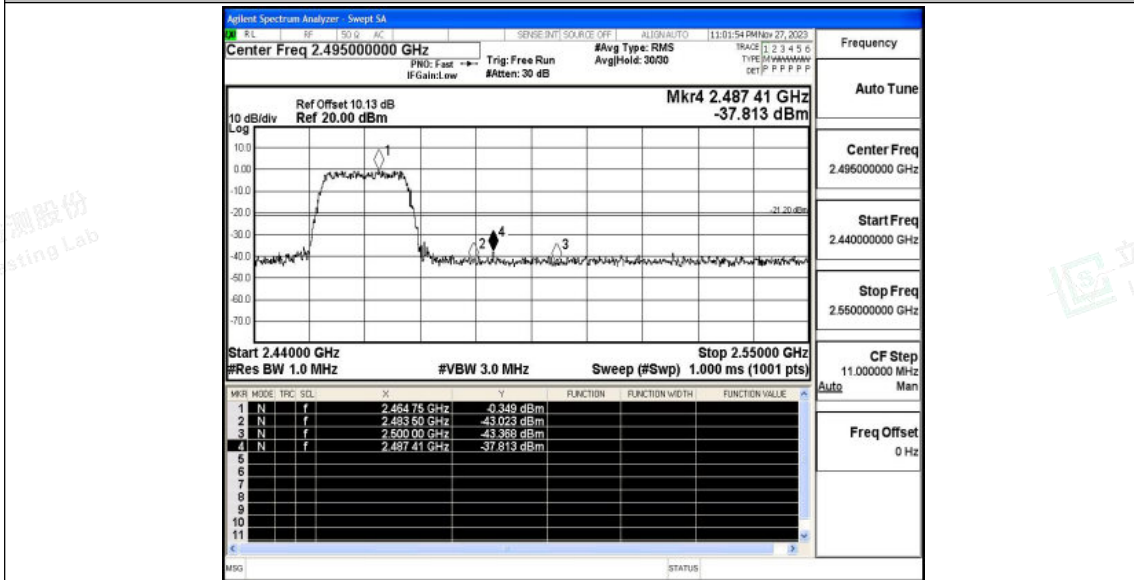 Agilent Spectrum Analyzer - Swept SA
RL RF 50 Ω AC SENSE:INT SOURCE OFF ALIGNAUTO 11:01:54 PM Nov 27, 2023
Center Freq 2.495000000 GHz
PNO: Fast
IFGain:Low
Trig: Free Run
#Atten: 30 dB
#Avg Type: RMS
Avg|Hold: 30/30
TRACE 1 2 3 4 5 6
TYPE MWWWWW
DET P P P P P P
Mkr4 2.487 41 GHz
-37.813 dBm
Ref Offset 10.13 dB
10 dB/div Ref 20.00 dBm
Log
10.0
0.00
-10.0
-20.0
-30.0
-40.0
-50.0
-60.0
-70.0
1
2
4
3
-21.20 dBm
Start 2.44000 GHz Stop 2.55000 GHz
#Res BW 1.0 MHz #VBW 3.0 MHz Sweep (#Swp) 1.000 ms (1001 pts)
MKR MODE TRC SCL X Y FUNCTION FUNCTION WIDTH FUNCTION VALUE
1 N f 2.464 75 GHz -0.349 dBm
2 N f 2.483 50 GHz -43.023 dBm
3 N f 2.500 00 GHz -43.368 dBm
4 N f 2.487 41 GHz -37.813 dBm
5
6
7
8
9
10
11
MSG STATUS
Frequency
Auto Tune
Center Freq
2.495000000 GHz
Start Freq
2.440000000 GHz
Stop Freq
2.550000000 GHz
CF Step
11.000000 MHz
Auto Man
Freq Offset
0 Hz
测股份
sting Lab
立